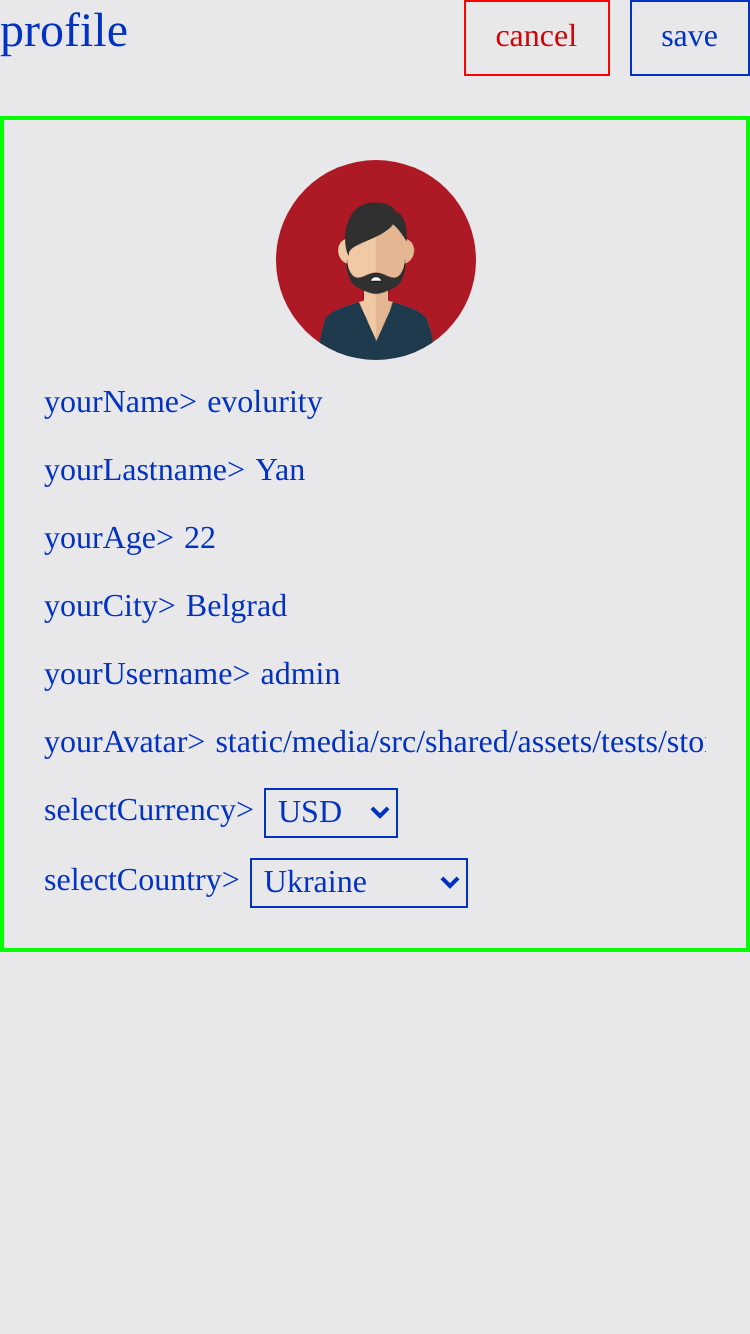 profile
cancel
save
yourName> evolurity
yourLastname> Yan
yourAge> 22
yourCity> Belgrad
yourUsername> admin
yourAvatar> static/media/src/shared/assets/tests/sto
selectCurrency> USD
selectCountry> Ukraine